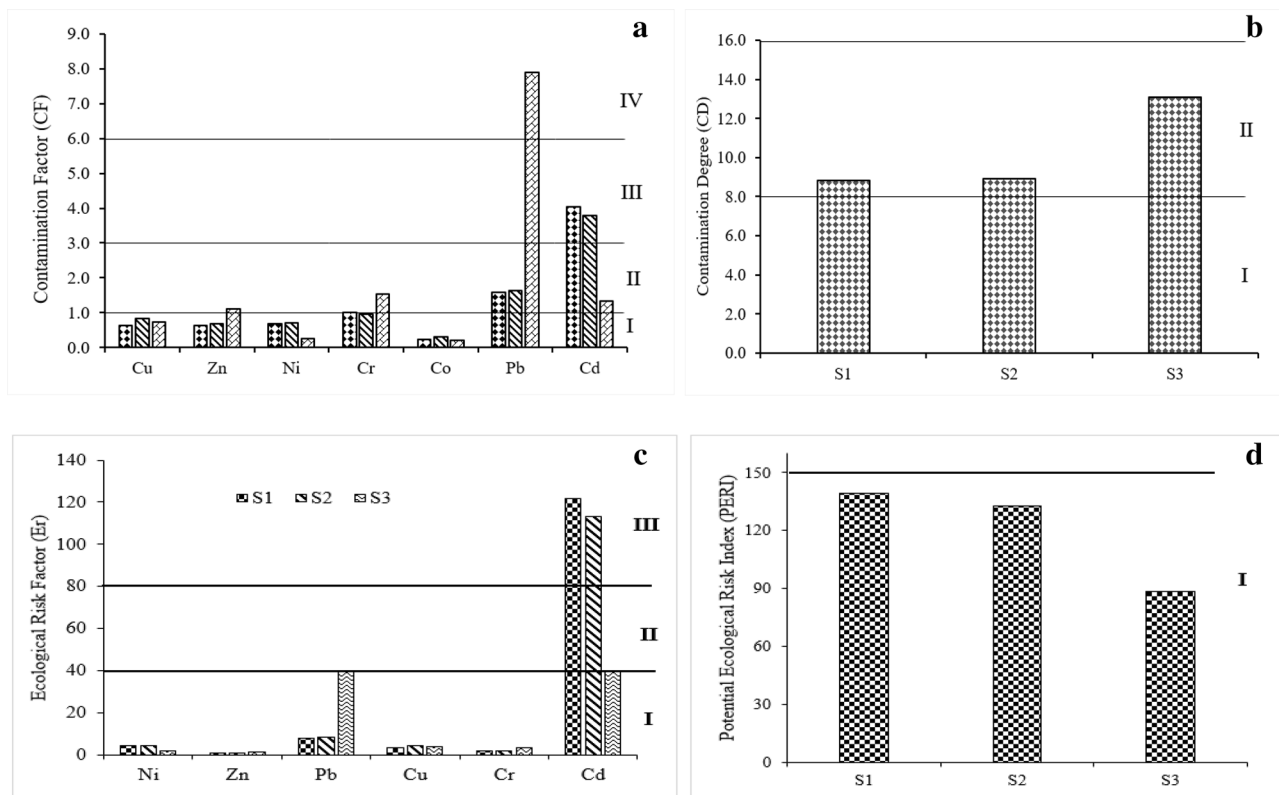 a
Contamination Factor (CF)
9.0
8.0
7.0
6.0
5.0
4.0
3.0
2.0
1.0
0.0
IV
III
II
I
Cu Zn Ni Cr Co Pb Cd
b
Contamination Degree (CD)
16.0
14.0
12.0
10.0
8.0
6.0
4.0
2.0
0.0
II
I
S1 S2 S3
c
Ecological Risk Factor (Er)
140
120
100
80
60
40
20
0
S1 S2 S3
III
II
I
Ni Zn Pb Cu Cr Cd
d
Potential Ecological Risk Index (PERI)
150
130
90
60
30
0
I
S1 S2 S3